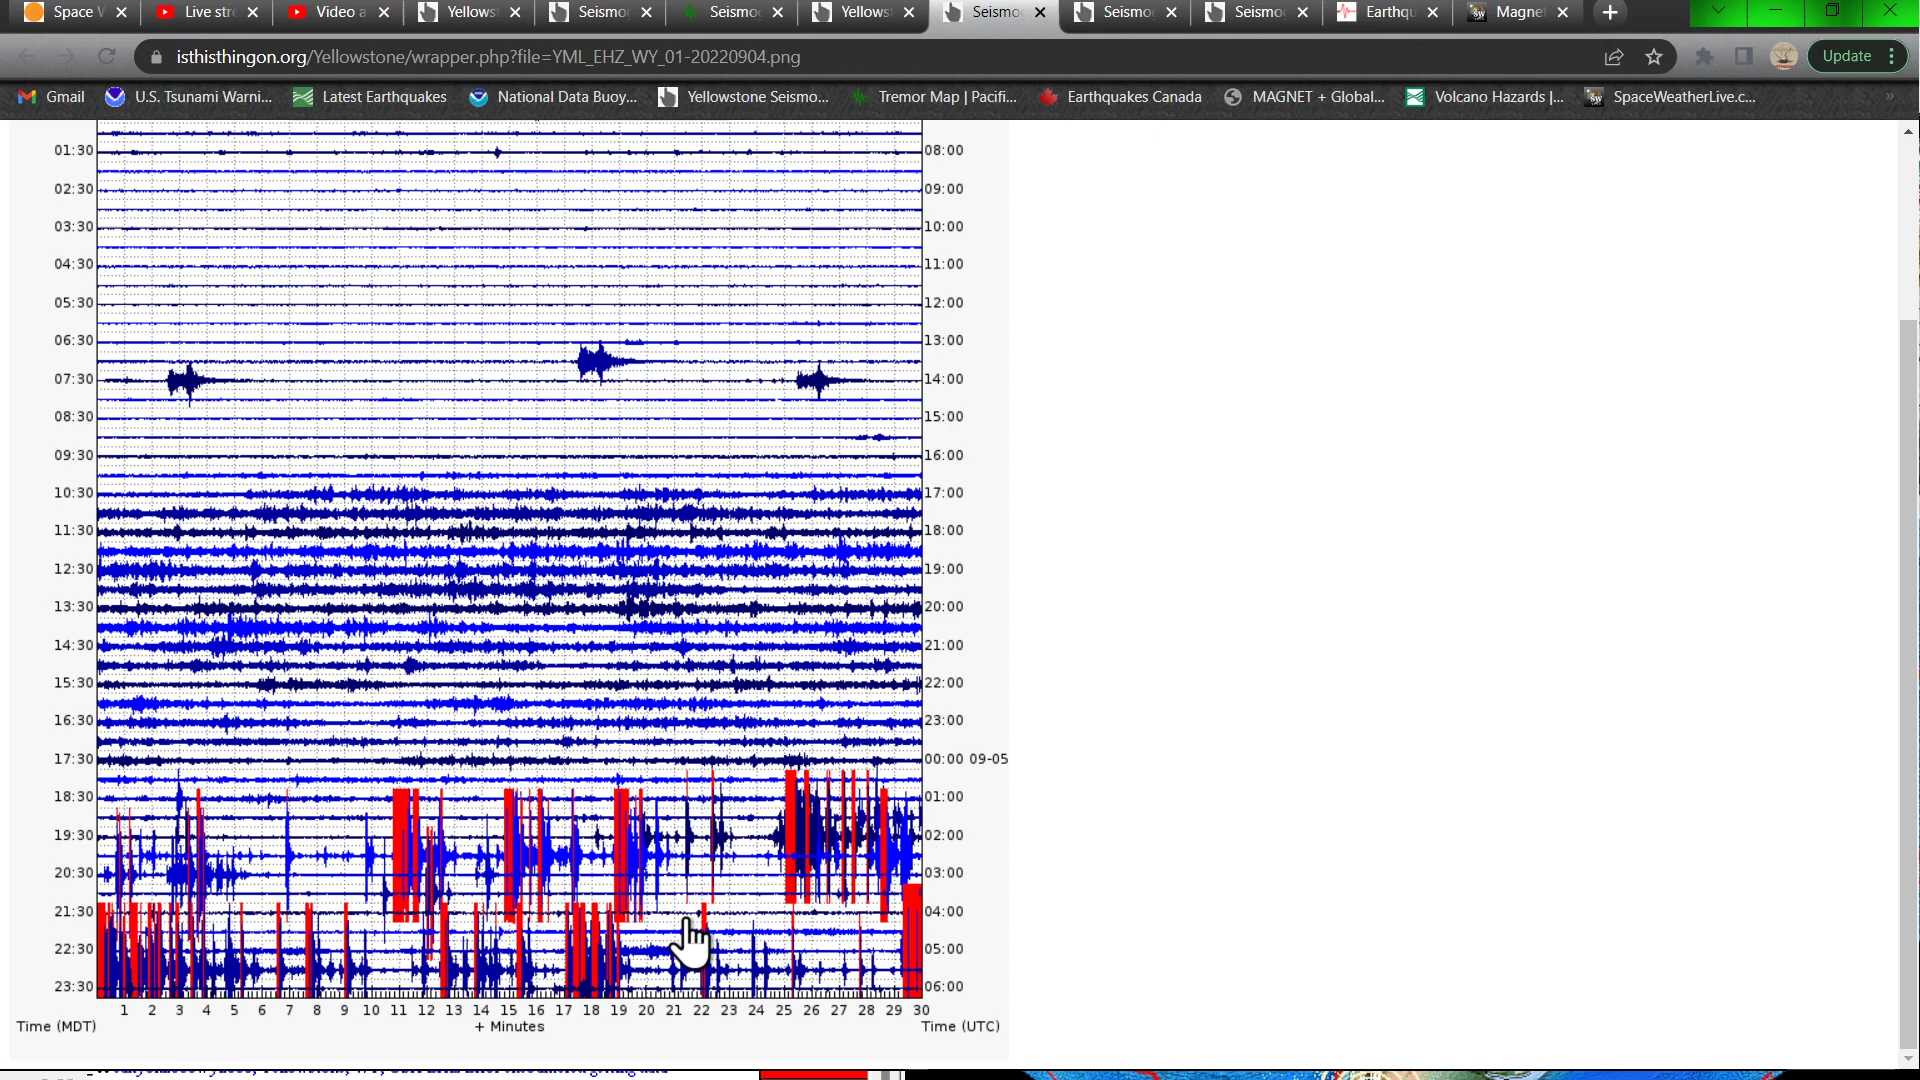 Space W
Live str
Video a
Yellows
Seismo
Seismo
Yellows
Seismo
Seismo
Seismo
Earthqu
Magne
isthisthingon.org/Yellowstone/wrapper.php?file=YML_EHZ_WY_01-20220904.png
Update
Gmail
U.S. Tsunami Warni...
Latest Earthquakes
National Data Buoy...
Yellowstone Seismo...
Tremor Map | Pacifi...
Earthquakes Canada
MAGNET + Global...
Volcano Hazards |...
SpaceWeatherLive.c...
»
01:30 08:00
02:30 09:00
03:30 10:00
04:30 11:00
05:30 12:00
06:30 13:00
07:30 14:00
08:30 15:00
09:30 16:00
10:30 17:00
11:30 18:00
12:30 19:00
13:30 20:00
14:30 21:00
15:30 22:00
16:30 23:00
17:30 00:00 09-05
18:30 01:00
19:30 02:00
20:30 03:00
21:30 04:00
22:30 05:00
23:30 06:00
1 2 3 4 5 6 7 8 9 10 11 12 13 14 15 16 17 18 19 20 21 22 23 24 25 26 27 28 29 30
Time (MDT) + Minutes Time (UTC)